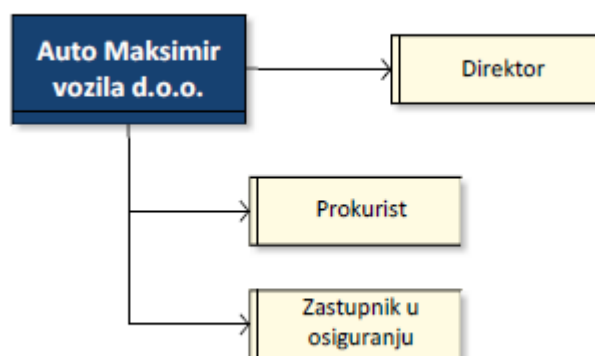 Auto Maksimir
vozila d.o.o.
Direktor
Prokurist
Zastupnik u
osiguranju